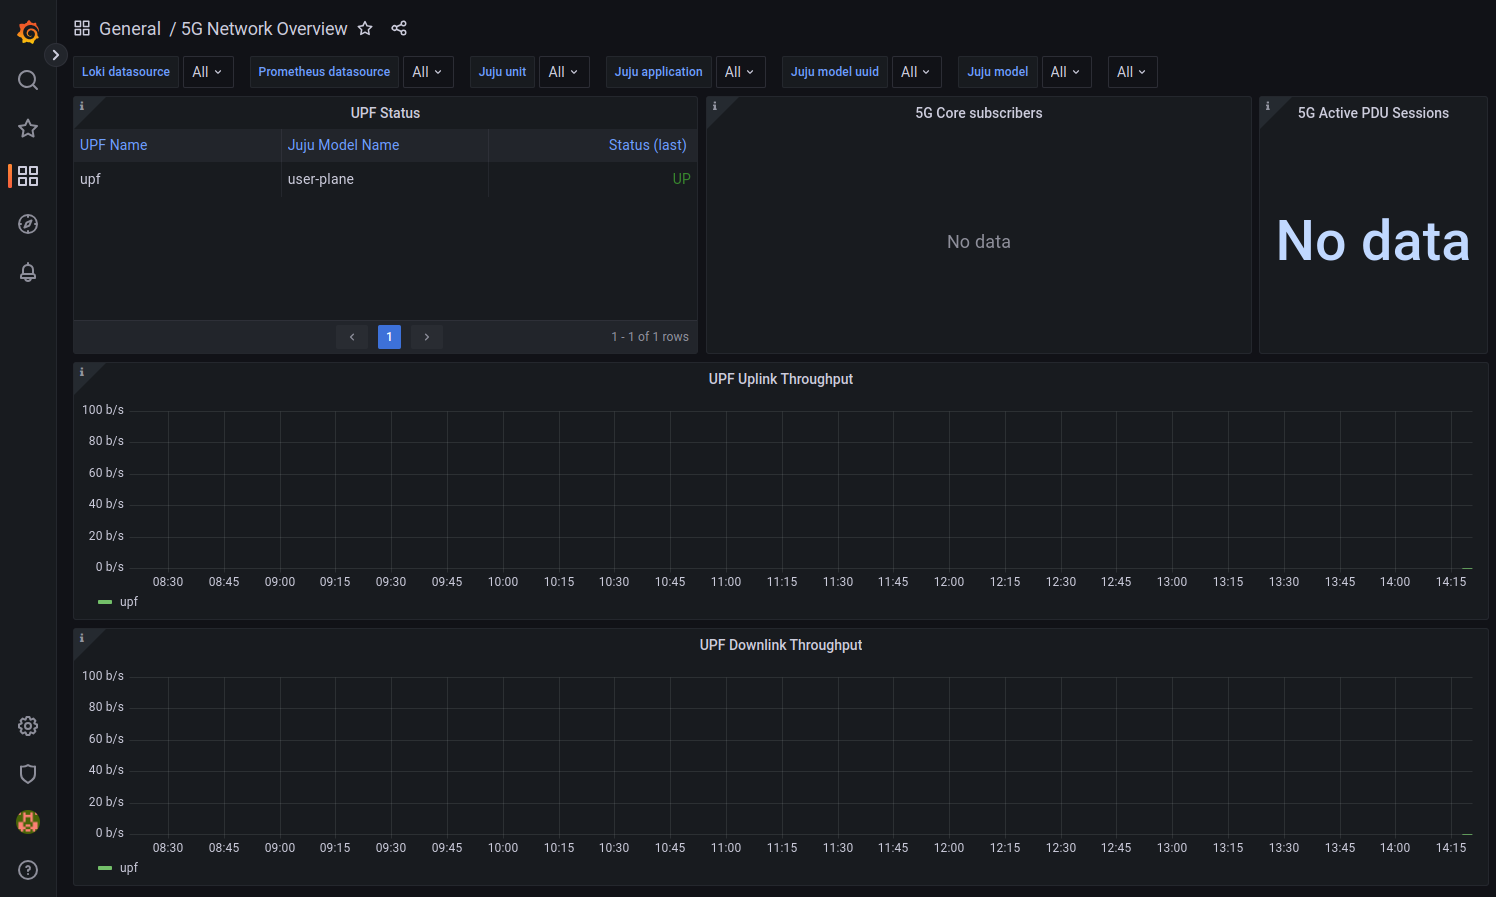 General / 5G Network Overview
Loki datasource All Prometheus datasource All Juju unit All Juju application All Juju model uuid All Juju model All All
UPF Status
UPF Name Juju Model Name Status (last)
upf user-plane UP
1 1 - 1 of 1 rows
5G Core subscribers
No data
5G Active PDU Sessions
No data
UPF Uplink Throughput
100 b/s
80 b/s
60 b/s
40 b/s
20 b/s
0 b/s
08:30 08:45 09:00 09:15 09:30 09:45 10:00 10:15 10:30 10:45 11:00 11:15 11:30 11:45 12:00 12:15 12:30 12:45 13:00 13:15 13:30 13:45 14:00 14:15
upf
UPF Downlink Throughput
100 b/s
80 b/s
60 b/s
40 b/s
20 b/s
0 b/s
08:30 08:45 09:00 09:15 09:30 09:45 10:00 10:15 10:30 10:45 11:00 11:15 11:30 11:45 12:00 12:15 12:30 12:45 13:00 13:15 13:30 13:45 14:00 14:15
upf